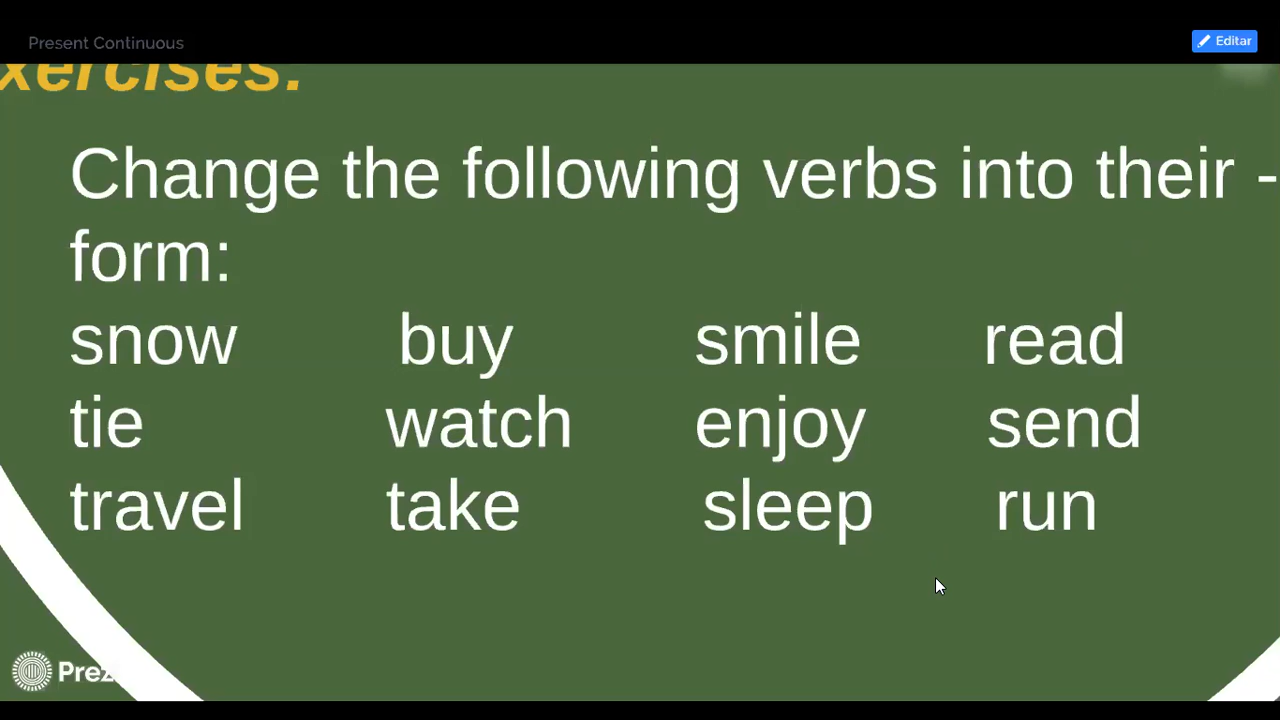 Present Continuous
Editar
xercises.
Change the following verbs into their -
form:
snow buy smile read
tie watch enjoy send
travel take sleep run
Prezi